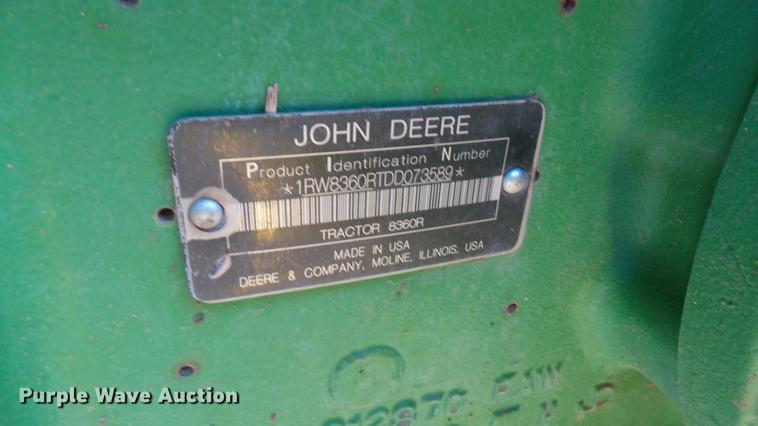 JOHN DEERE
Product Identification Number
*1RW8360RTDD073589*
TRACTOR 8360R
MADE IN USA
DEERE & COMPANY, MOLINE, ILLINOIS, USA
Purple Wave Auction